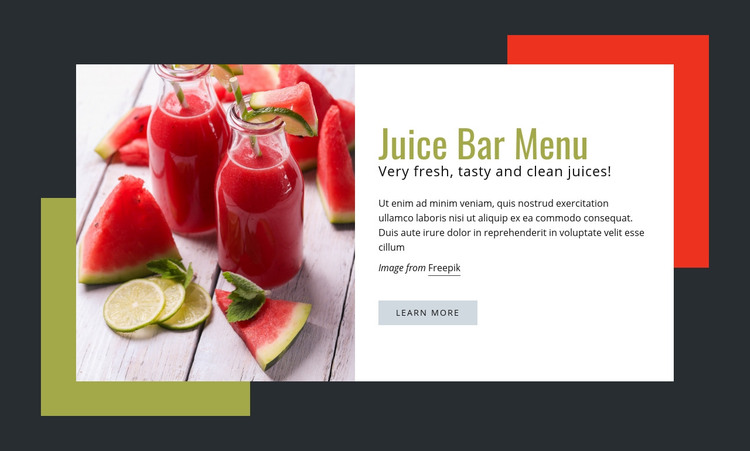 Juice Bar Menu
Very fresh, tasty and clean juices!
Ut enim ad minim veniam, quis nostrud exercitation
ullamco laboris nisi ut aliquip ex ea commodo consequat.
Duis aute irure dolor in reprehenderit in voluptate velit esse
cillum
Image from Freepik
LEARN MORE